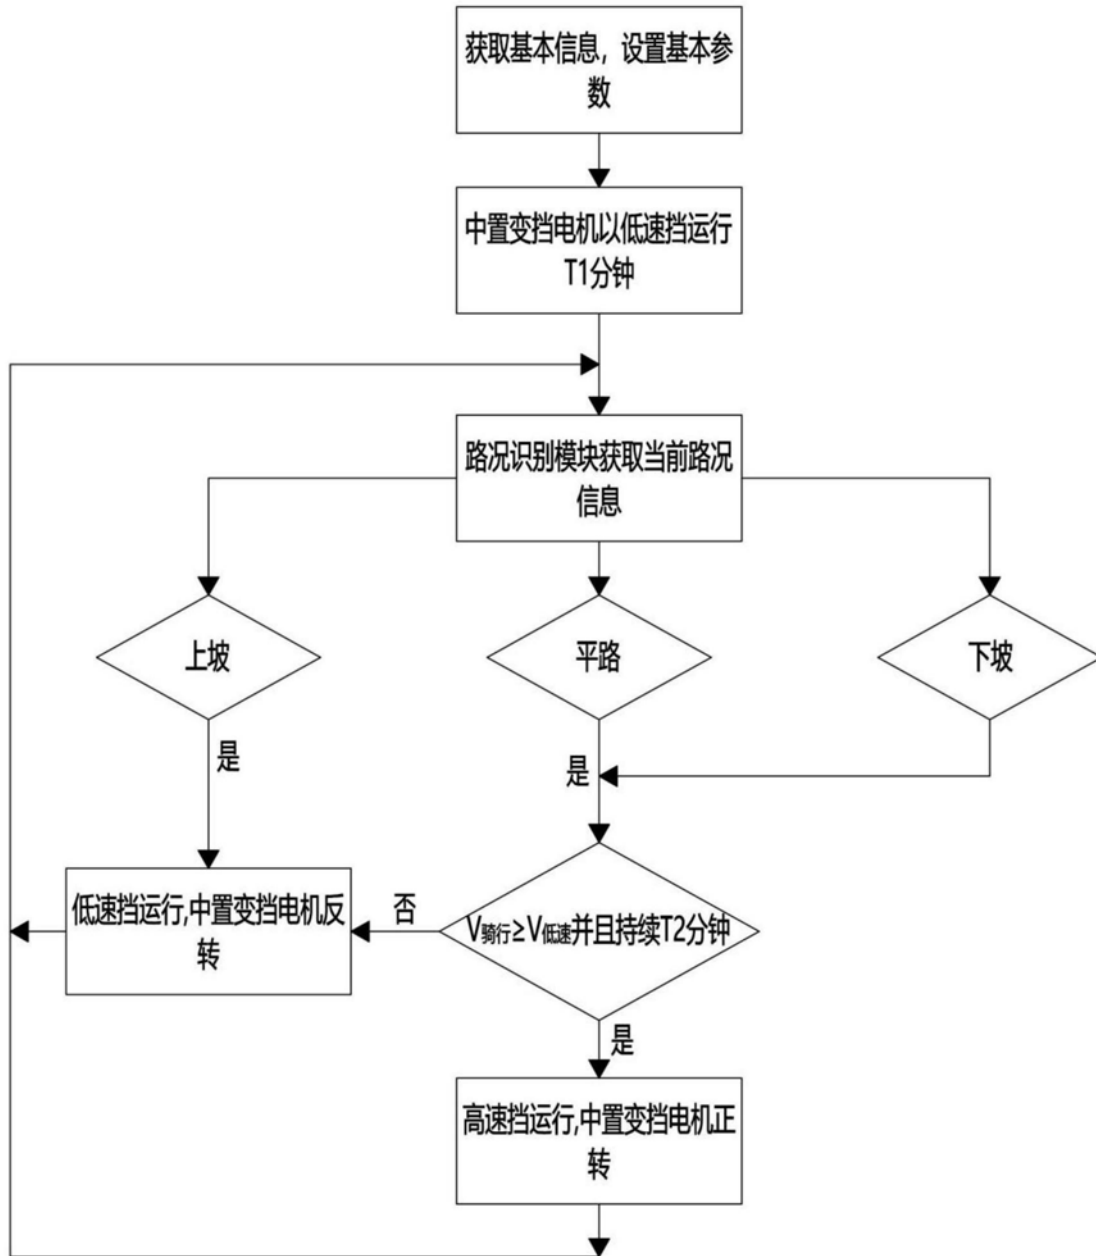 获取基本信息，设置基本参
数
中置变挡电机以低速挡运行
T1分钟
路况识别模块获取当前路况
信息
上坡
平路
下坡
是
是
低速挡运行,中置变挡电机反
转
否
V骑行≥V低速并且持续T2分钟
是
高速挡运行,中置变挡电机正
转